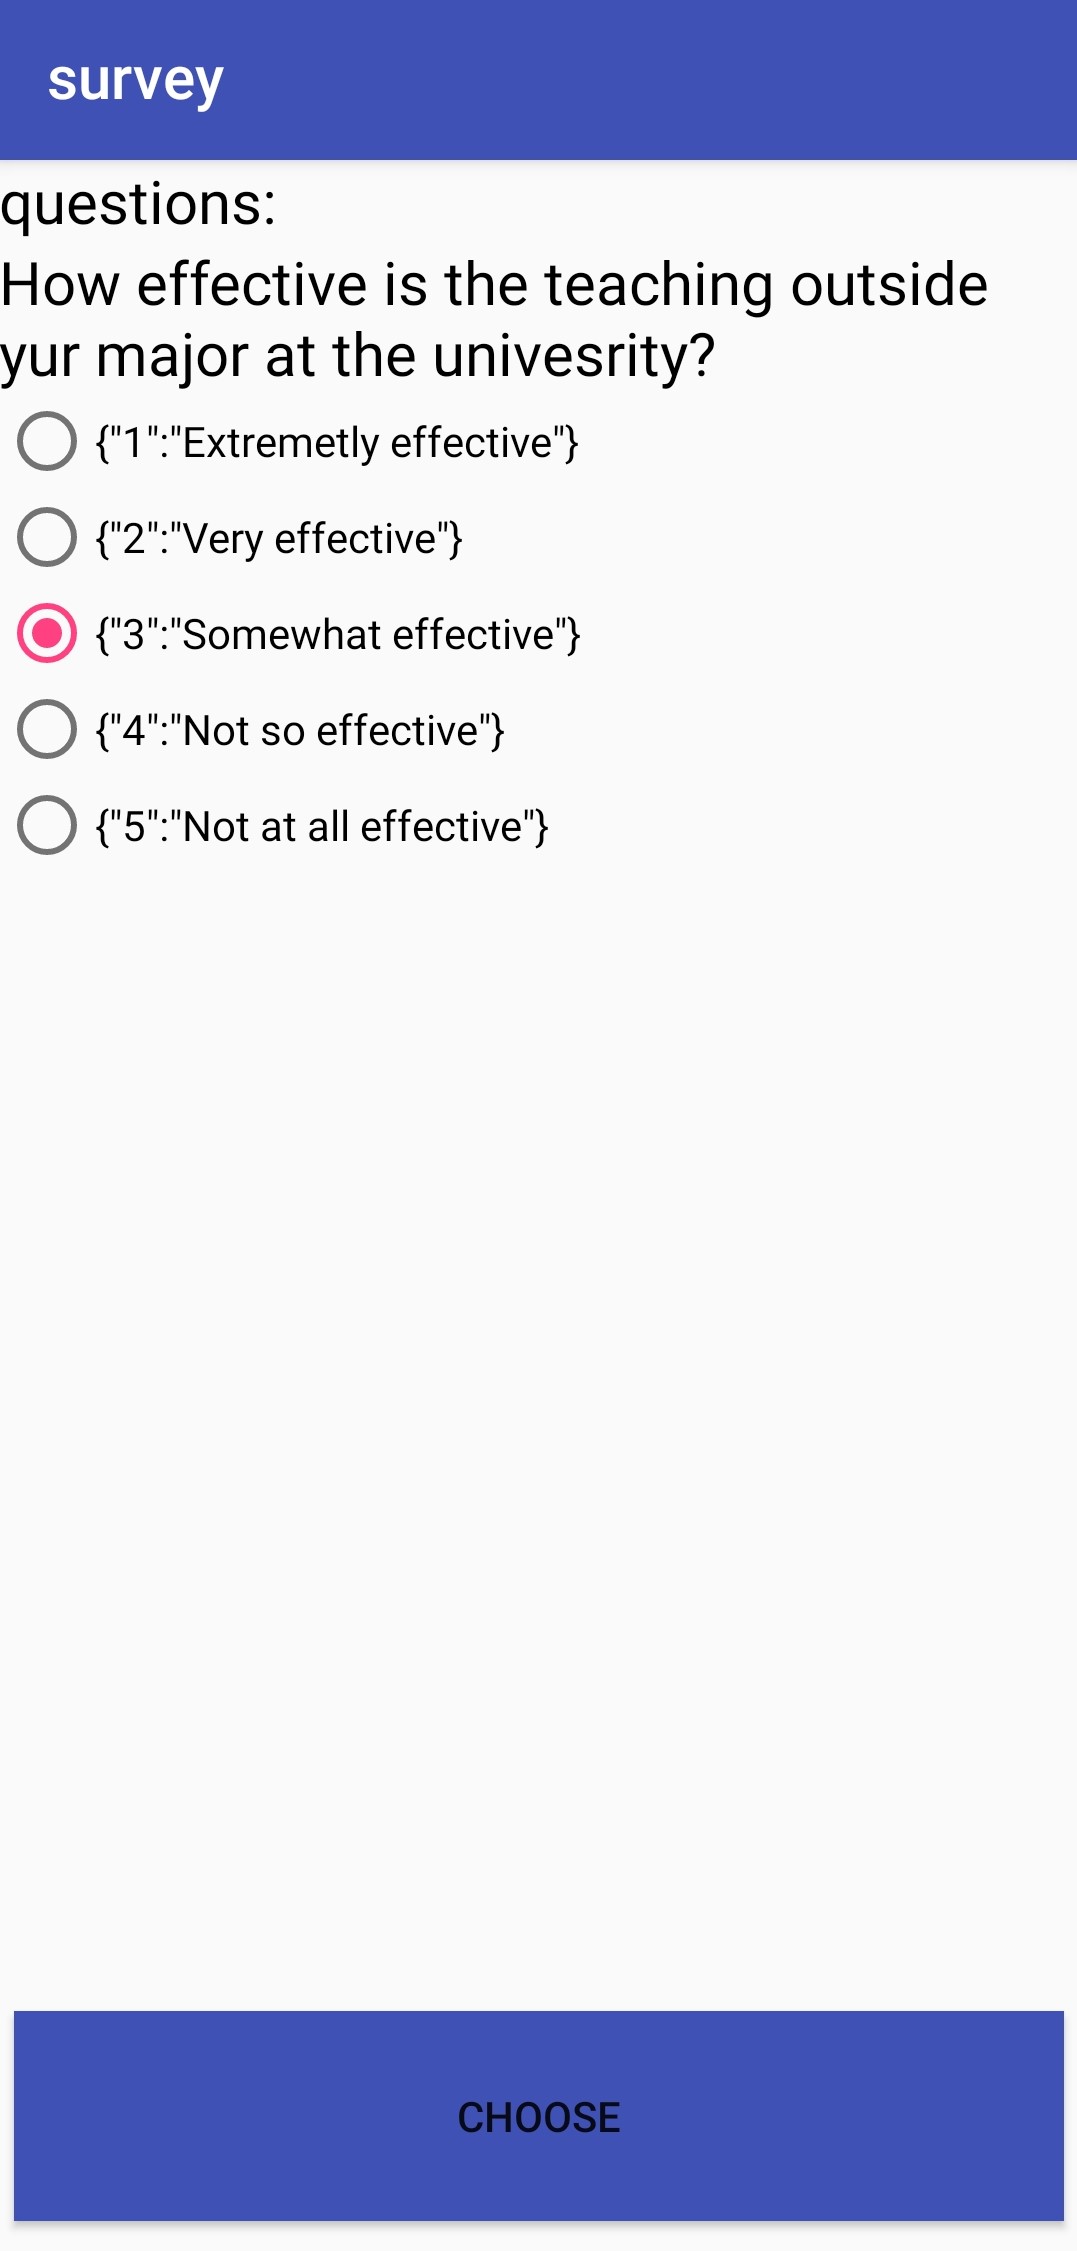 survey
questions:
How effective is the teaching outside
yur major at the univesrity?
{"1":"Extremetly effective"}
{"2":"Very effective"}
{"3":"Somewhat effective"}
{"4":"Not so effective"}
{"5":"Not at all effective"}
CHOOSE